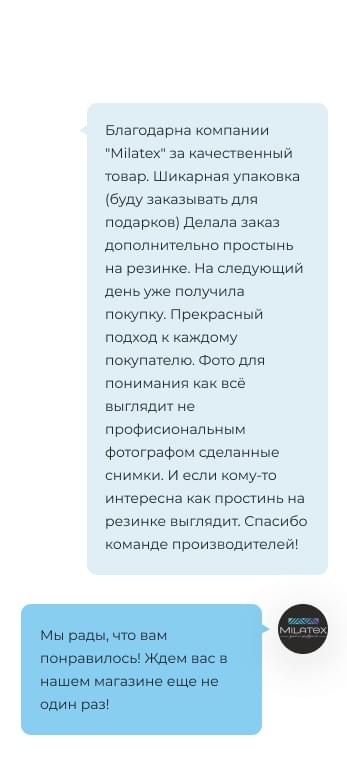 Благодарна компании
"Milatex" за качественный
товар. Шикарная упаковка
(буду заказывать для
подарков) Делала заказ
дополнительно простынь
на резинке. На следующий
день уже получила
покупку. Прекрасный
подход к каждому
покупателю. Фото для
понимания как всё
выглядит не
профисиональным
фотографом сделанные
снимки. И если кому-то
интересна как простинь на
резинке выглядит. Спасибо
команде производителей!
MILATEX
Мы рады, что вам
понравилось! Ждем вас в
нашем магазине еще не
один раз!